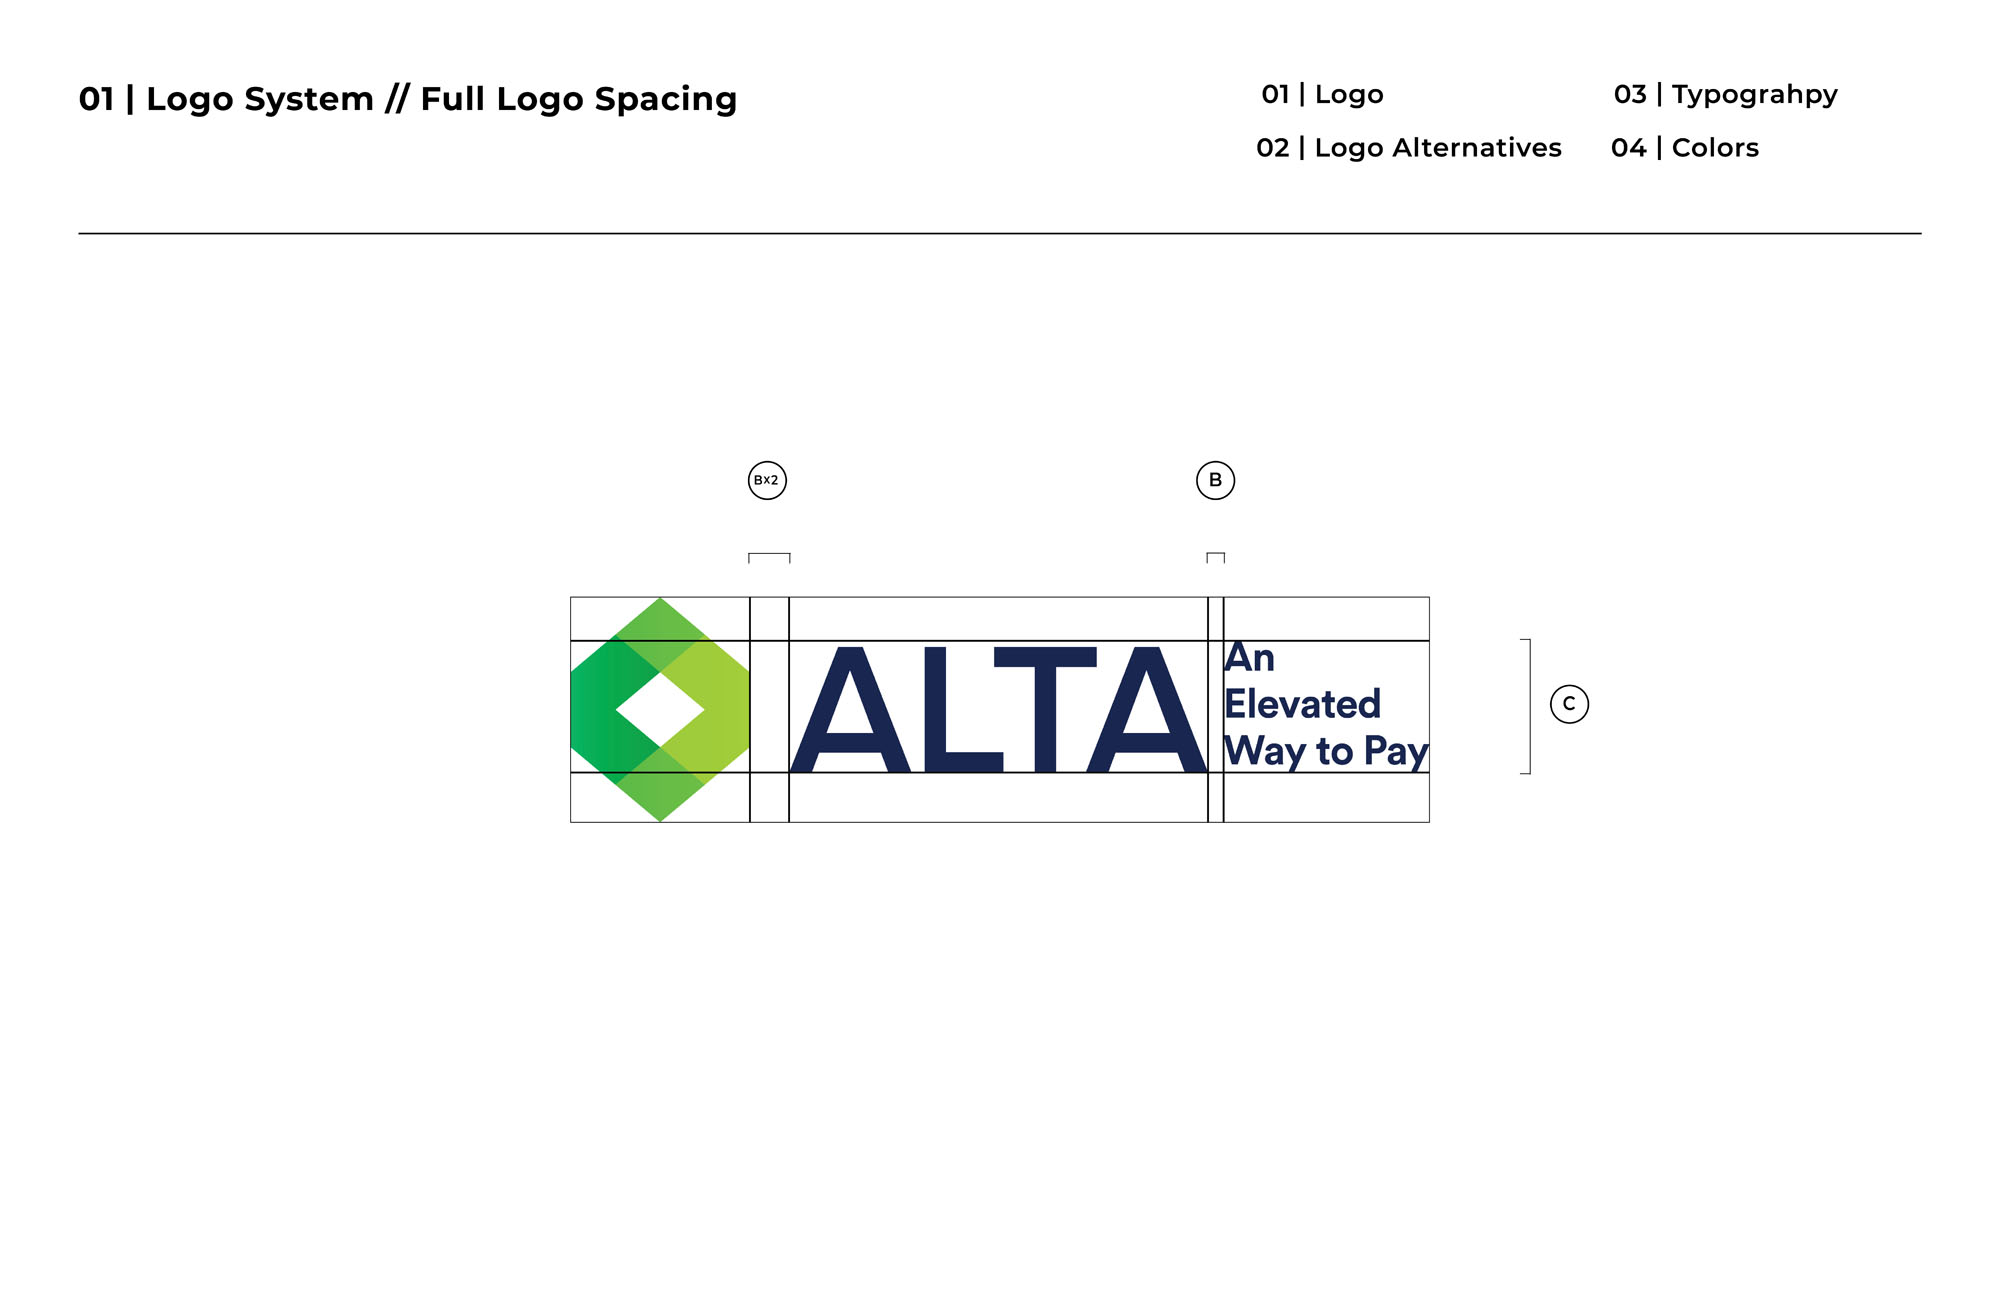 01 | Logo System // Full Logo Spacing
01 | Logo
03 | Typograhpy
02 | Logo Alternatives
04 | Colors
Bx2
B
ALTA
An
Elevated
Way to Pay
C